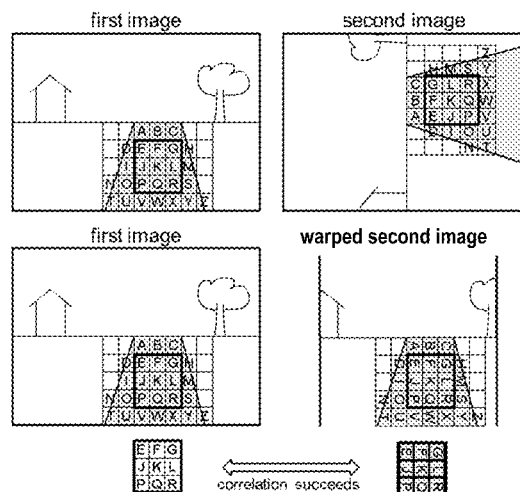 first image
second image
A B C
D E F G H
I J K L M
N O P Q R S
T U V W X Y Z
Z
H M S Y
C G L R X
B F K Q W
A E J P V
D I O U
N T
first image
warped second image
A B C
D E F G H
I J K L M
N O P Q R S
T U V W X Y Z
E F G
J K L
P Q R
correlation succeeds